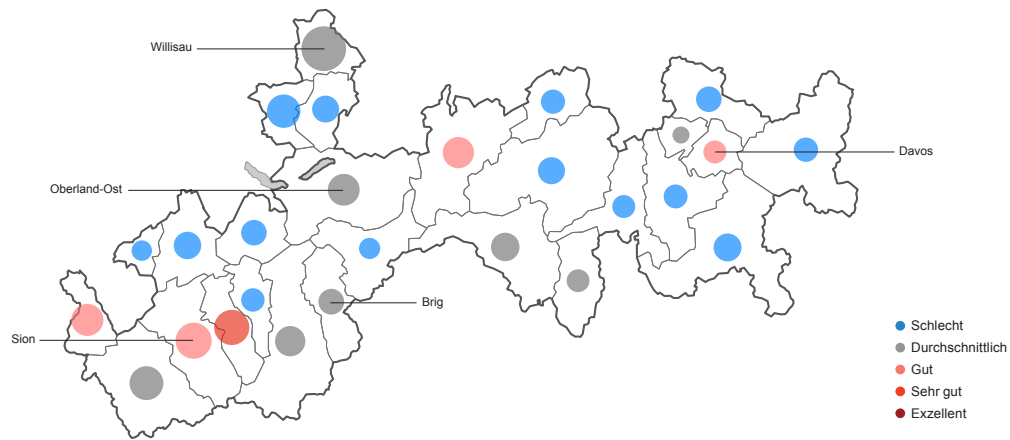 Willisau
Davos
Oberland-Ost
Brig
Sion
Schlecht
Durchschnittlich
Gut
Sehr gut
Exzellent